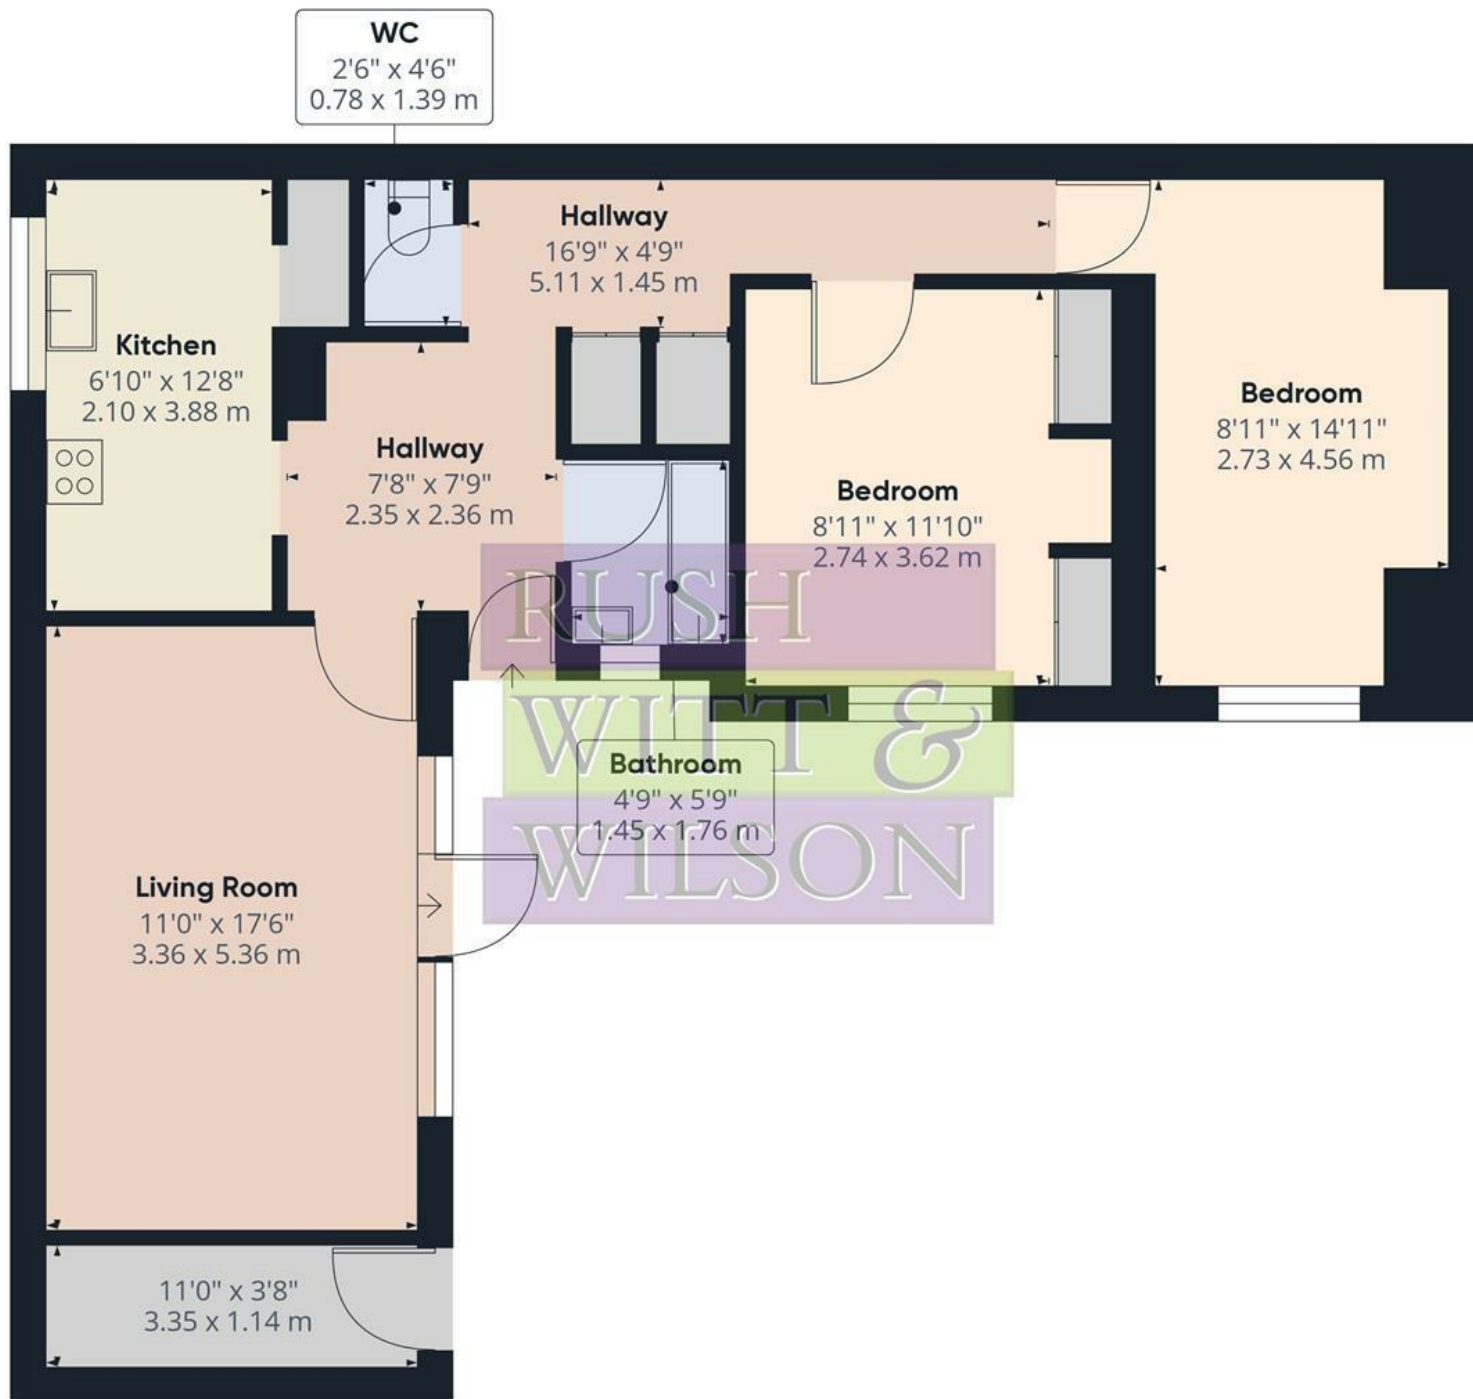 WC
2'6" x 4'6"
0.78 x 1.39 m
Hallway
16'9" x 4'9"
5.11 x 1.45 m
Kitchen
6'10" x 12'8"
2.10 x 3.88 m
Hallway
7'8" x 7'9"
2.35 x 2.36 m
Bedroom
8'11" x 14'11"
2.73 x 4.56 m
Bedroom
8'11" x 11'10"
2.74 x 3.62 m
RUSH
WITT &
WILSON
Bathroom
4'9" x 5'9"
1.45 x 1.76 m
Living Room
11'0" x 17'6"
3.36 x 5.36 m
11'0" x 3'8"
3.35 x 1.14 m